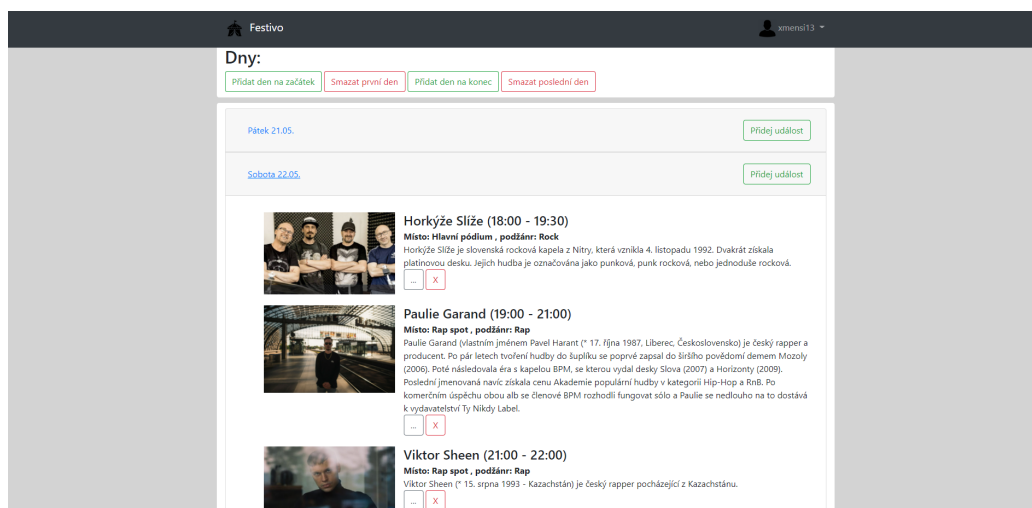 Festivo
xmensi13
Dny:
Přidat den na začátek
Smazat první den
Přidat den na konec
Smazat poslední den
Pátek 21.05.
Přidej událost
Sobota 22.05.
Přidej událost
Horkýže Slíže (18:00 - 19:30)
Místo: Hlavní pódium , podžánr: Rock
Horkýže Slíže je slovenská rocková kapela z Nitry, která vznikla 4. listopadu 1992. Dvakrát získala
platinovou desku. Jejich hudba je označována jako punková, punk rocková, nebo jednoduše rocková.
... X
Paulie Garand (19:00 - 21:00)
Místo: Rap spot , podžánr: Rap
Paulie Garand (vlastním jménem Pavel Harant (* 17. října 1987, Liberec, Československo) je český rapper a
producent. Po pár letech tvoření hudby do šuplíku se poprvé zapsal do širšího povědomí demem Mozoly
(2006). Poté následovala éra s kapelou BPM, se kterou vydal desky Slova (2007) a Horizonty (2009).
Poslední jmenovaná navíc získala cenu Akademie populární hudby v kategorii Hip-Hop a RnB. Po
komerčním úspěchu obou alb se členové BPM rozhodli fungovat sólo a Paulie se nedlouho na to dostává
k vydavatelství Ty Nikdy Label.
... X
Viktor Sheen (21:00 - 22:00)
Místo: Rap spot , podžánr: Rap
Viktor Sheen (* 15. srpna 1993 - Kazachstán) je český rapper pocházející z Kazachstánu.
... X